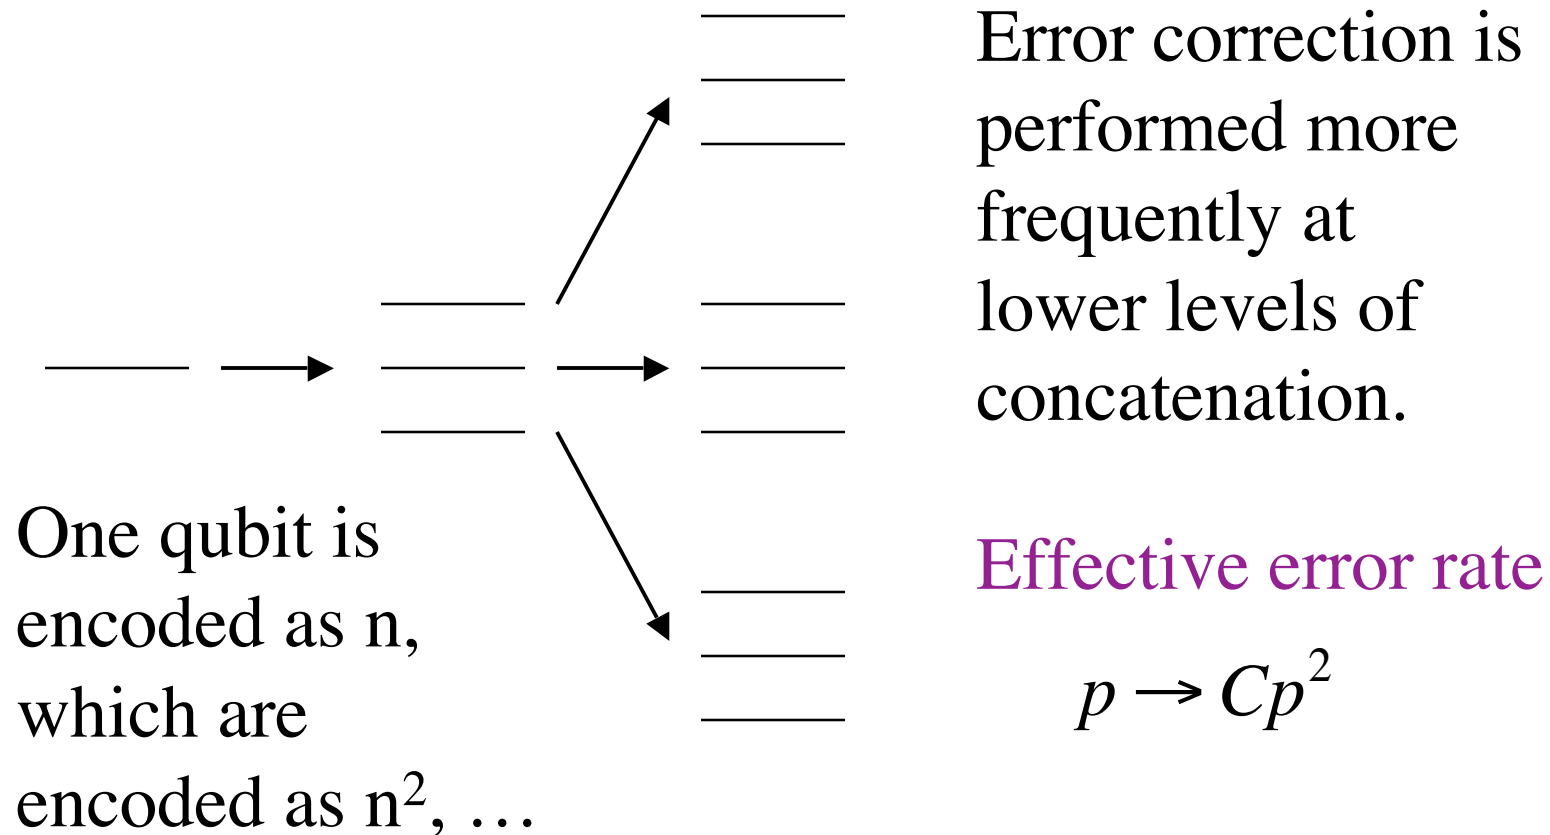 Error correction is
performed more
frequently at
lower levels of
concatenation.
One qubit is
encoded as n,
which are
encoded as n², …
Effective error rate
p → Cp²